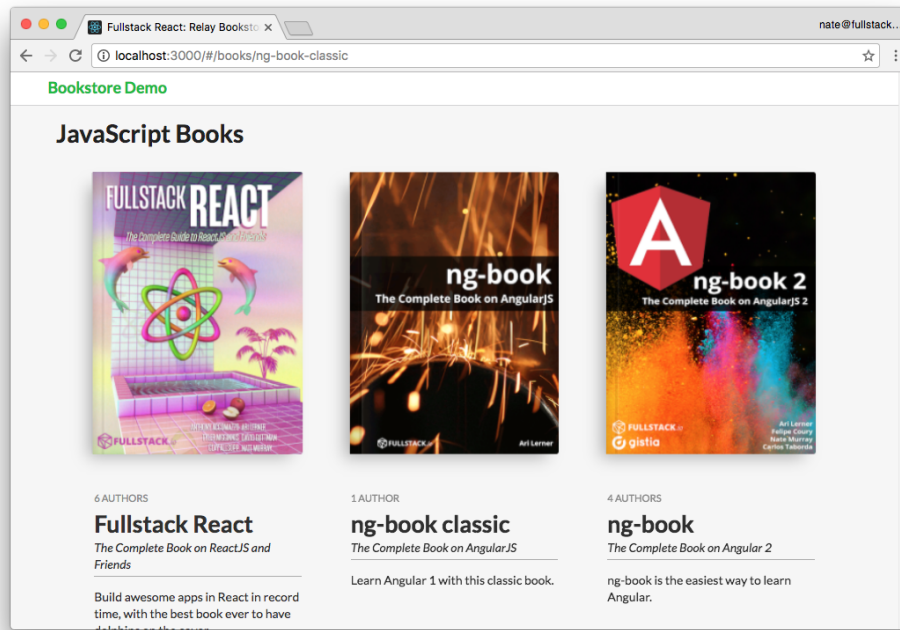 Fullstack React: Relay Booksto
nate@fullstack...
localhost:3000/#/books/ng-book-classic
Bookstore Demo
JavaScript Books
FULLSTACK REACT
The Complete Guide to ReactJS and Friends
FULLSTACK.io
ng-book
The Complete Book on AngularJS
FULLSTACK.io
Ari Lerner
A
ng-book 2
The Complete Book on AngularJS 2
FULLSTACK.io
gistia
Ari Lerner
Felipe Coury
Nate Murray
Carlos Taborda
6 AUTHORS
Fullstack React
The Complete Book on ReactJS and
Friends
Build awesome apps in React in record
time, with the best book ever to have
dolphins on the cover
1 AUTHOR
ng-book classic
The Complete Book on AngularJS
Learn Angular 1 with this classic book.
4 AUTHORS
ng-book
The Complete Book on Angular 2
ng-book is the easiest way to learn
Angular.